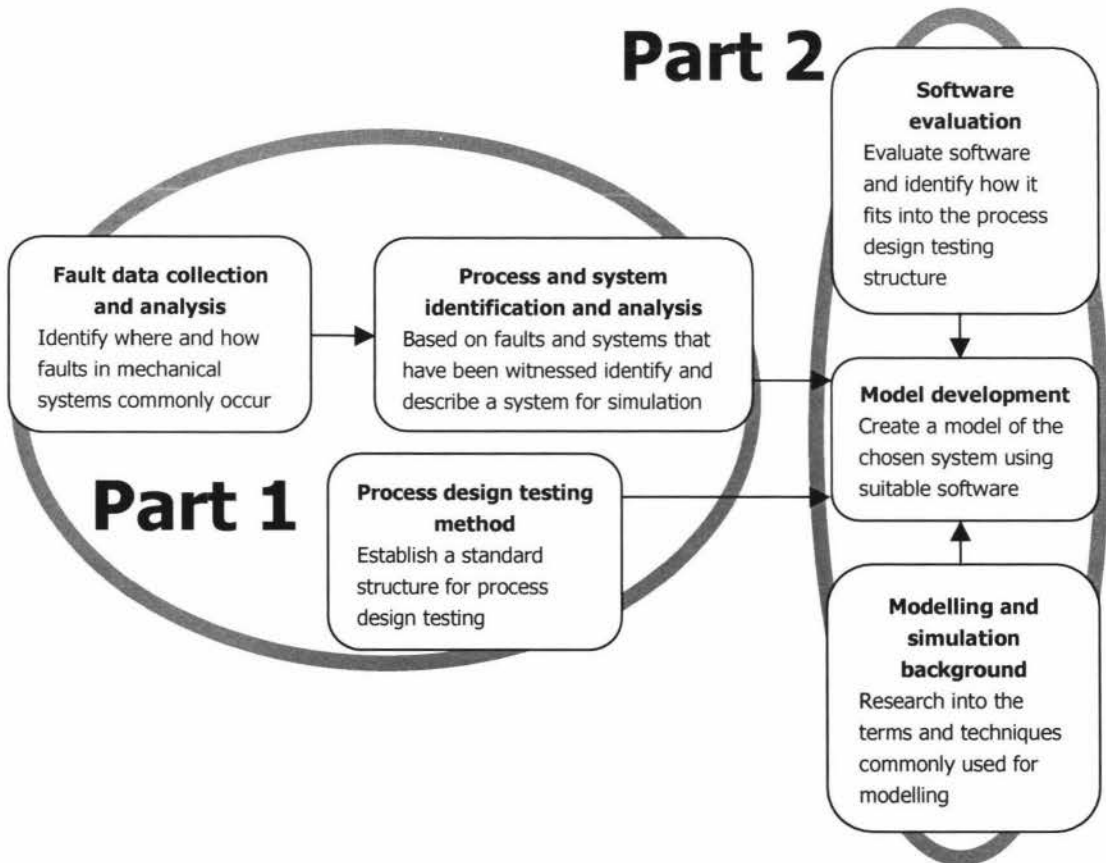 Part 2
Software
evaluation
Evaluate software
and identify how it
fits into the process
design testing
structure
Fault data collection
and analysis
Identify where and how
faults in mechanical
systems commonly occur
Process and system
identification and analysis
Based on faults and systems that
have been witnessed identify and
describe a system for simulation
Model development
Create a model of the
chosen system using
suitable software
Part 1
Process design testing
method
Establish a standard
structure for process
design testing
Modelling and
simulation
background
Research into the
terms and techniques
commonly used for
modelling